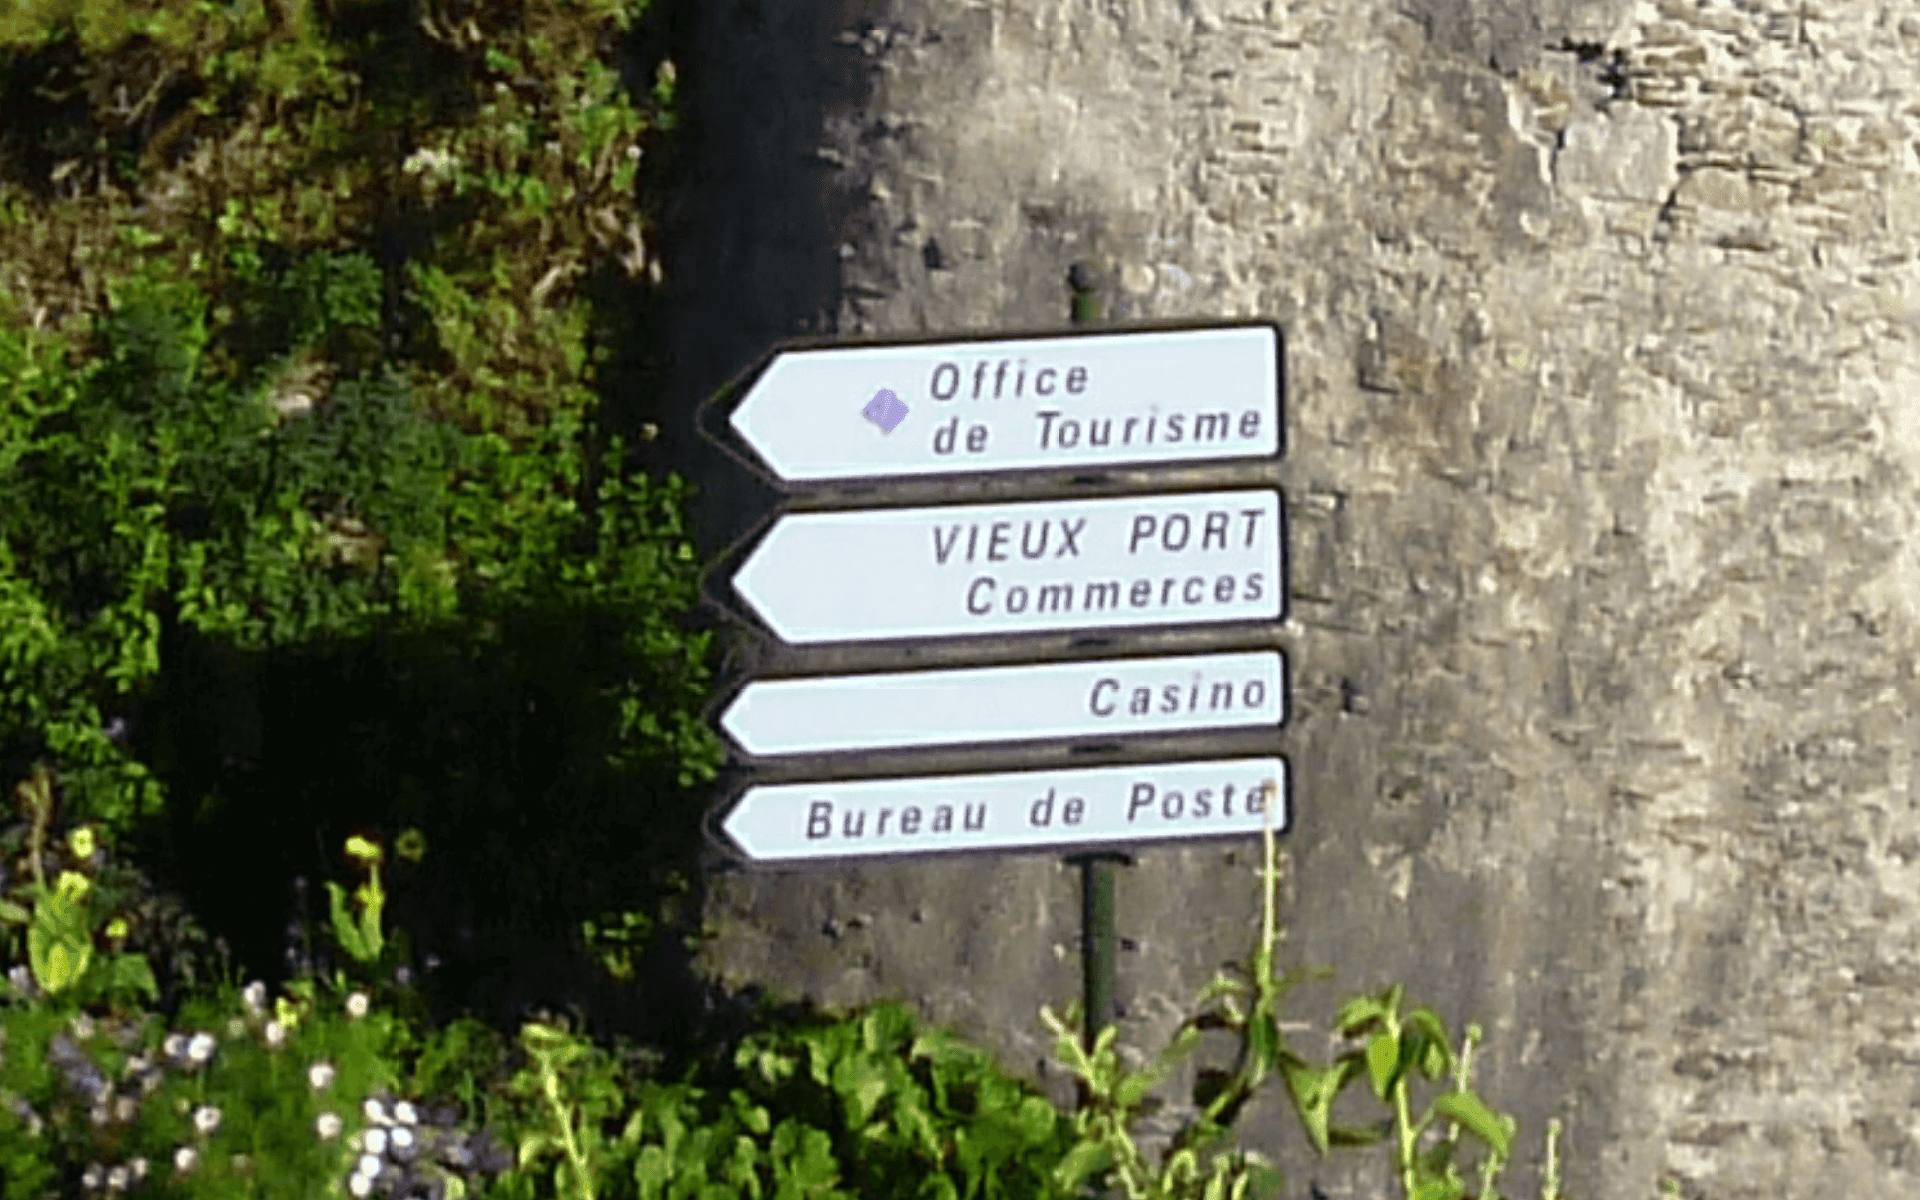 Office
de Tourisme
VIEUX PORT
Commerces
Casino
Bureau de Poste